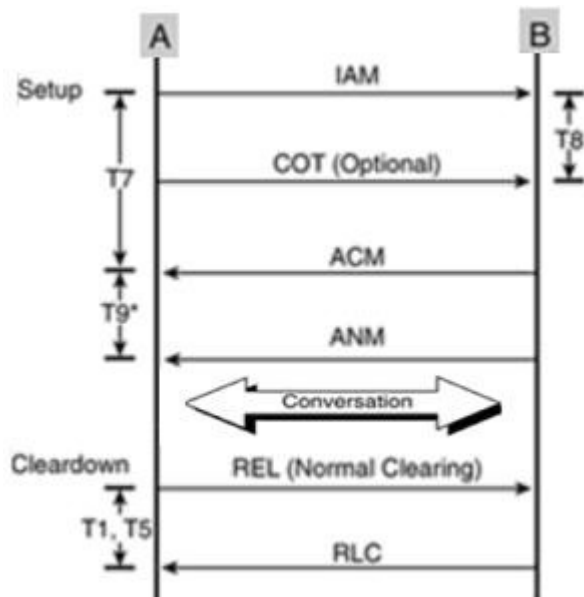 A
B
Setup
IAM
T8
COT (Optional)
T7
ACM
T9*
ANM
Conversation
Cleardown
REL (Normal Clearing)
T1, T5
RLC